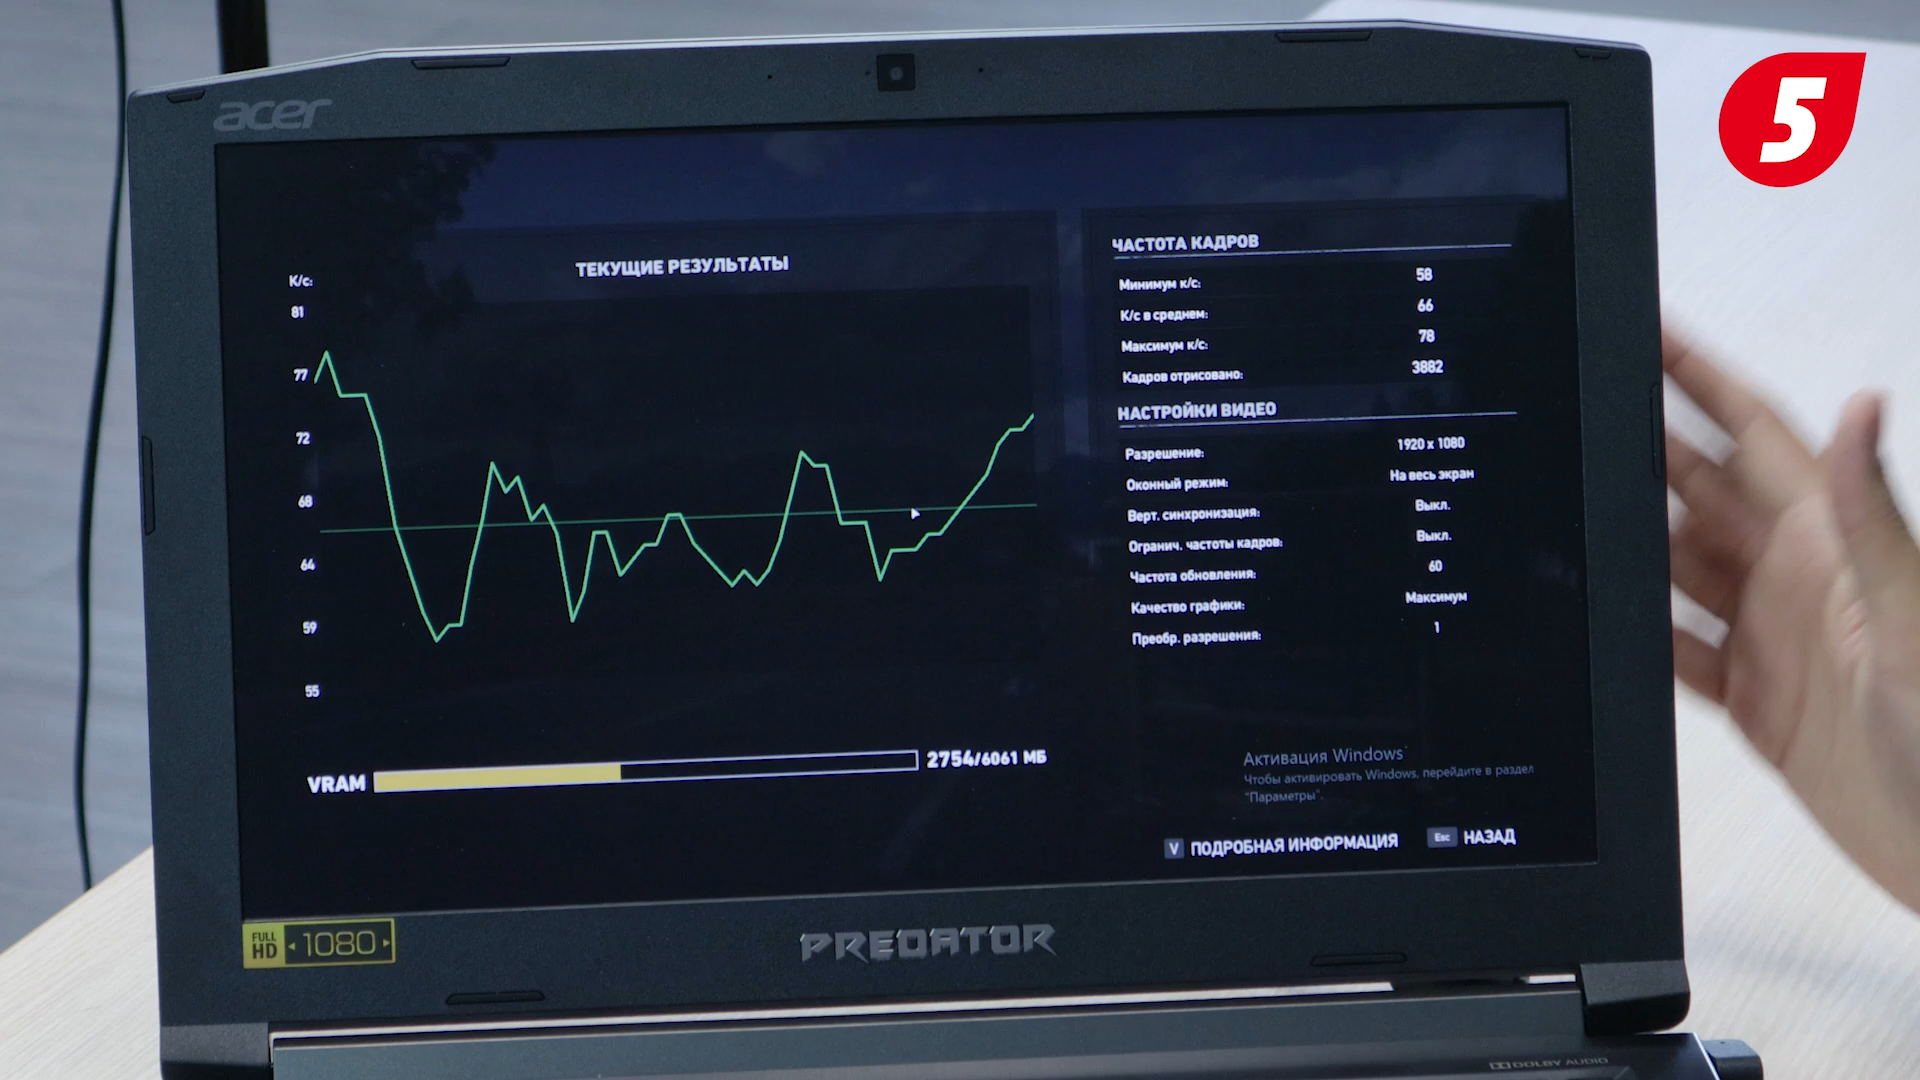 5
acer
ТЕКУЩИЕ РЕЗУЛЬТАТЫ
К/с:
81
77
72
68
64
59
55
VRAM 2754/6061 МБ
ЧАСТОТА КАДРОВ
Минимум к/с: 58
К/с в среднем: 66
Максимум к/с: 78
Кадров отрисовано: 3882
НАСТРОЙКИ ВИДЕО
Разрешение: 1920 x 1080
Оконный режим: На весь экран
Верт. синхронизация: Выкл.
Огранич. частоты кадров: Выкл.
Частота обновления: 60
Качество графики: Максимум
Преобр. разрешения: 1
Активация Windows
Чтобы активировать Windows, перейдите в раздел
"Параметры".
V ПОДРОБНАЯ ИНФОРМАЦИЯ Esc НАЗАД
FULL HD 1080
PREDATOR
DOLBY AUDIO